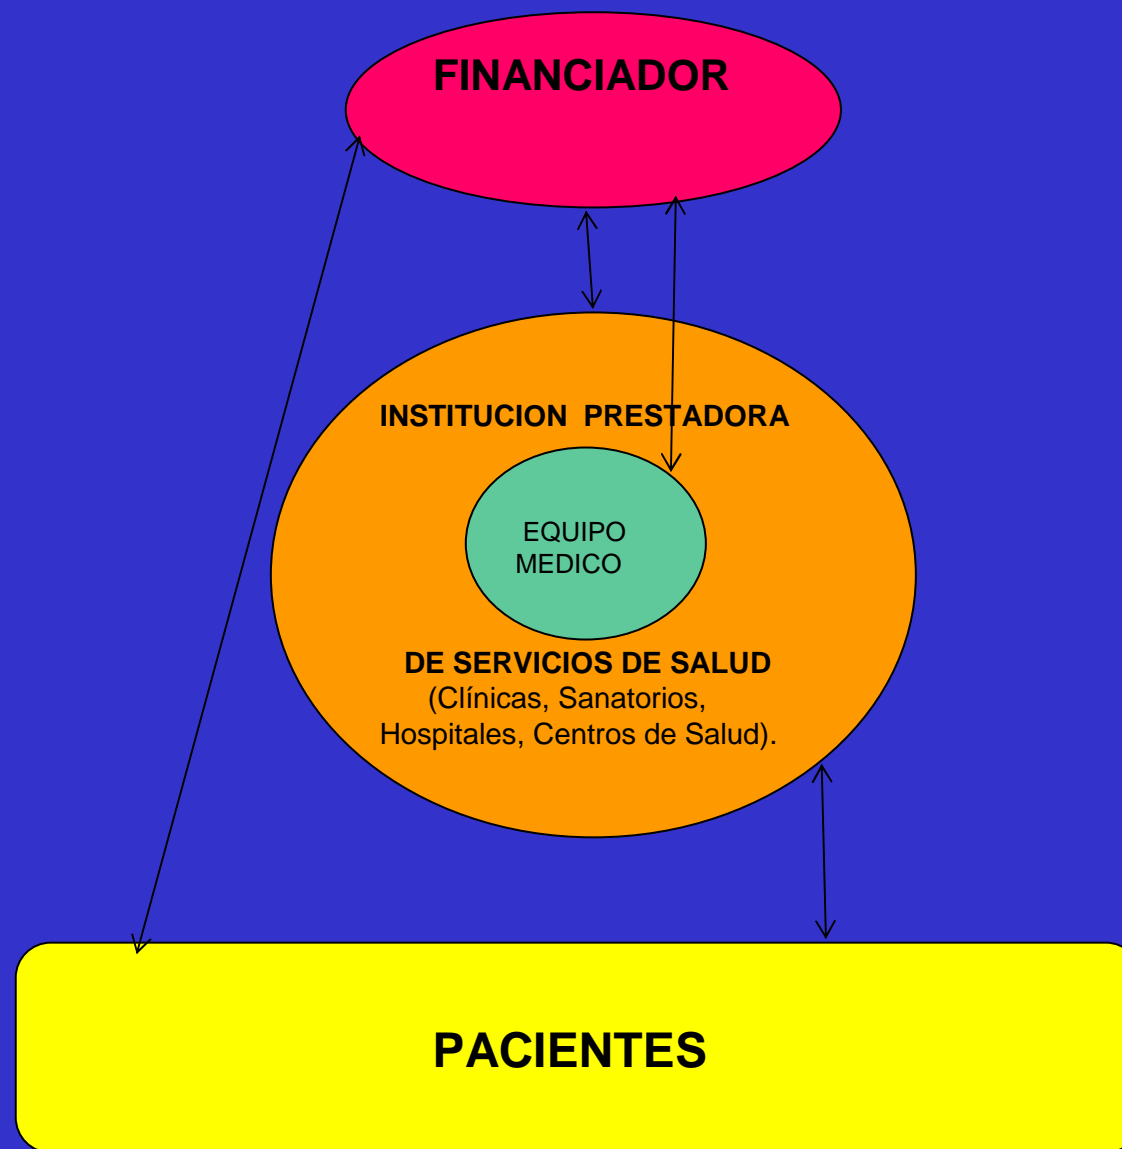 FINANCIADOR
INSTITUCION  PRESTADORA
EQUIPO
MEDICO
DE SERVICIOS DE SALUD
(Clínicas, Sanatorios,
Hospitales, Centros de Salud).
PACIENTES